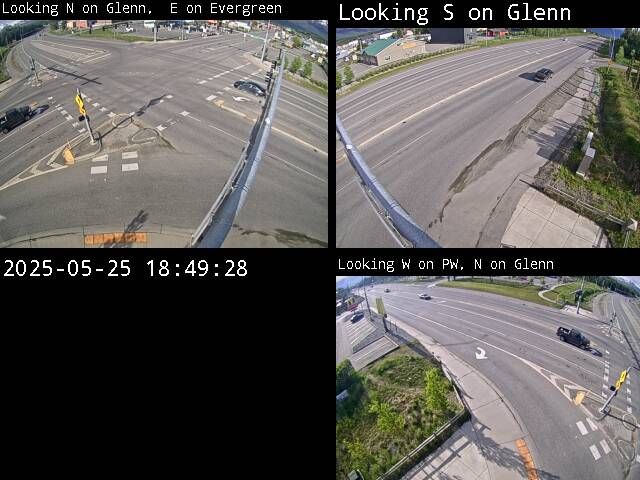 Looking N on Glenn,  E on Evergreen
Looking S on Glenn
2025-05-25 18:49:28
Looking W on PW, N on Glenn